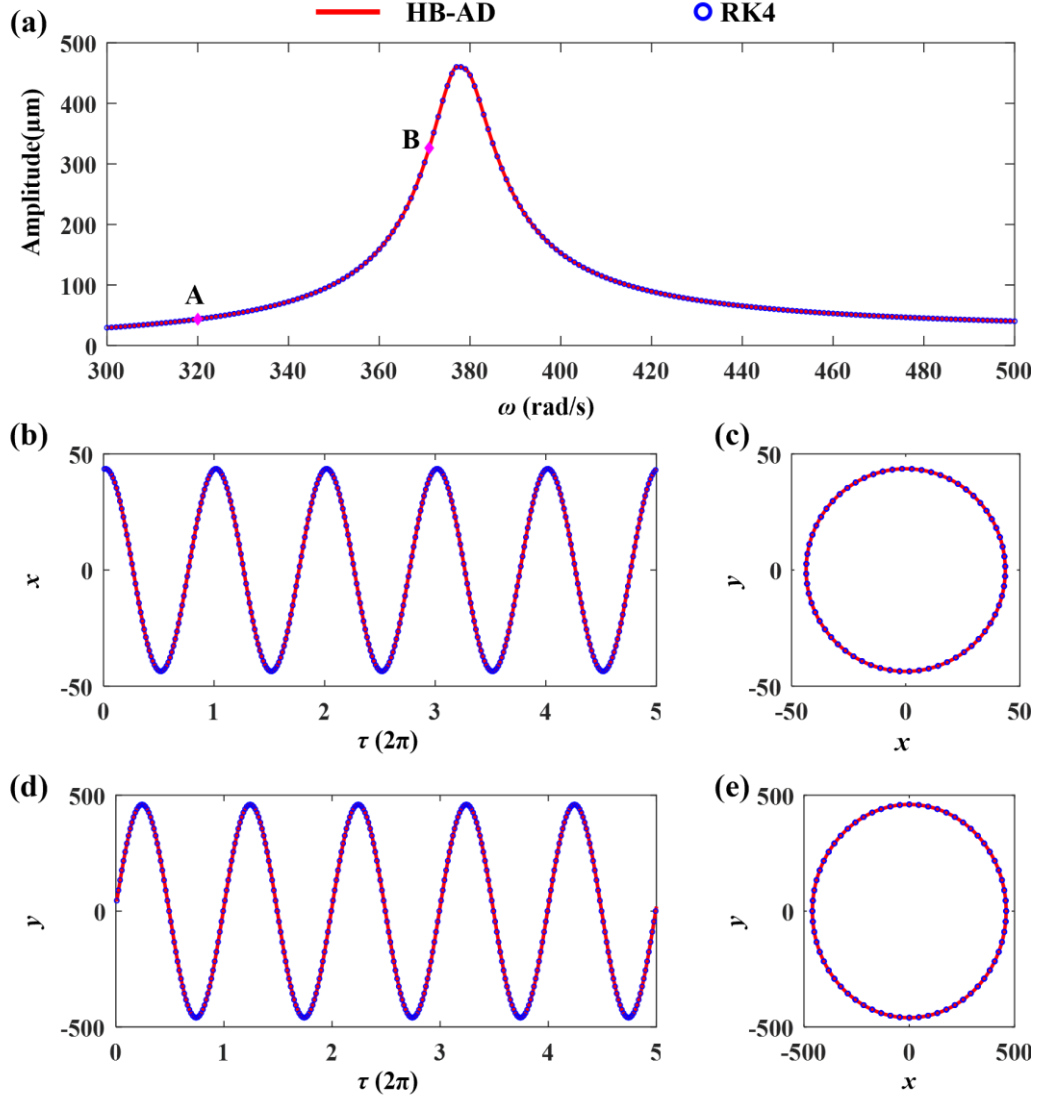 HB-AD RK4
(a)
Amplitude(μm)
500
400
300
200
100
0
A
B
300 320 340 360 380 400 420 440 460 480 500
ω (rad/s)
(b)
x
50
0
-50
0 1 2 3 4 5
τ (2π)
(c)
y
50
0
-50
-50 0 50
x
(d)
y
500
0
-500
0 1 2 3 4 5
τ (2π)
(e)
y
500
0
-500
-500 0 500
x